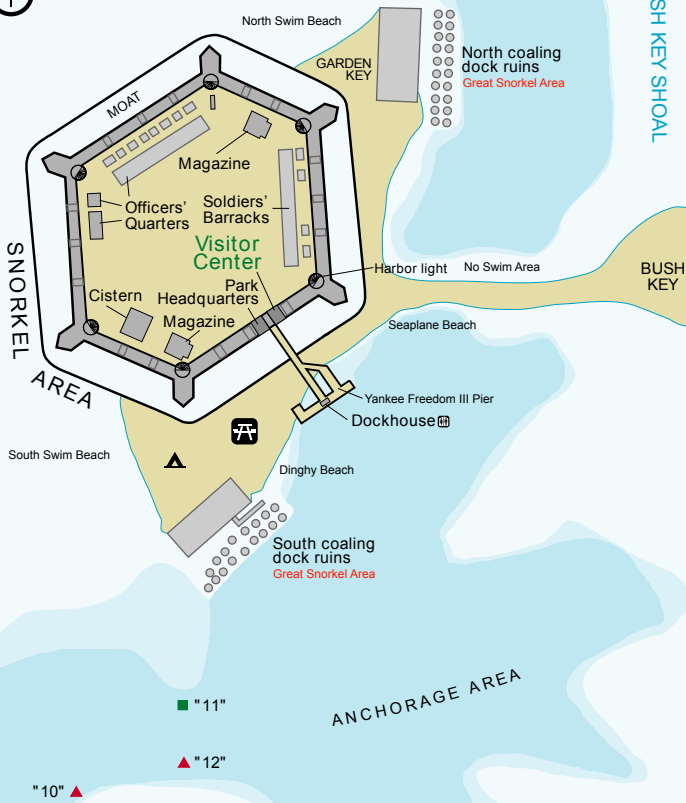 North Swim Beach
SH KEY SHOAL
North coaling
dock ruins
Great Snorkel Area
GARDEN
KEY
MOAT
Magazine
Officers'
Quarters
Soldiers'
Barracks
Visitor
Center
Harbor light
No Swim Area
BUSH
KEY
Park
Headquarters
Cistern
Magazine
SNORKEL AREA
Seaplane Beach
Yankee Freedom III Pier
Dockhouse
South Swim Beach
Dinghy Beach
South coaling
dock ruins
Great Snorkel Area
ANCHORAGE AREA
"11"
"12"
"10"